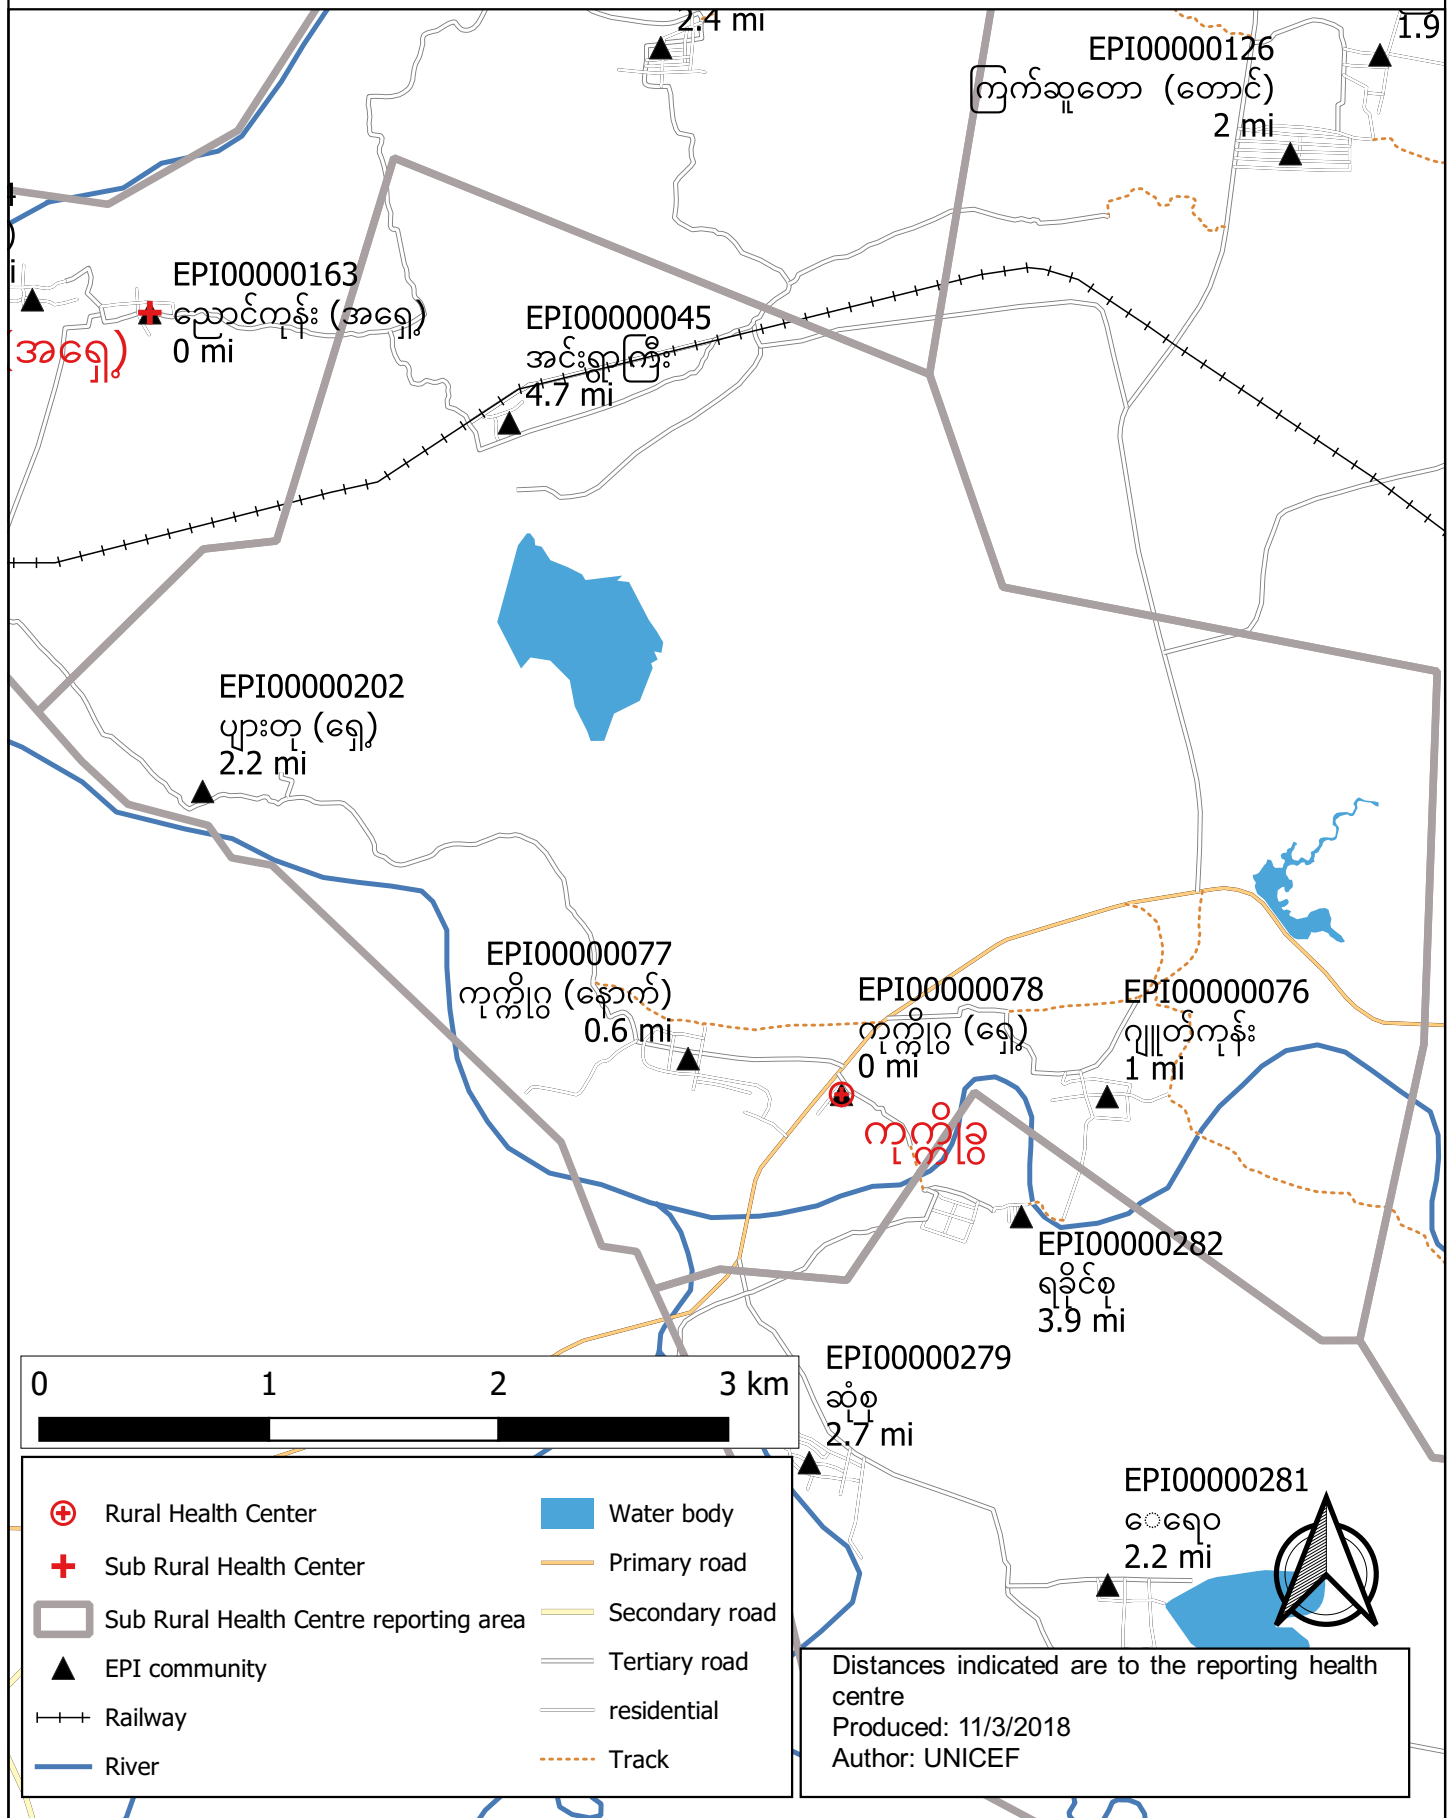 2.4 mi
1.9
EPI00000126
ကြက်ဆူတော (တောင်)
2 mi
EPI00000163
ညောင်ကုန်း (အရှေ့)
0 mi
(အရှေ့)
EPI00000045
အင်းရွာကြီး
4.7 mi
EPI00000202
ပျားတု (ရှေ့)
2.2 mi
EPI00000077
ကုက္ကိုဂွ (နောက်)
0.6 mi
EPI00000078
ကုက္ကိုဂွ (ရှေ့)
0 mi
EPI00000076
ဂျူတ်ကုန်း
1 mi
ကုက္ကိုခွ
EPI00000282
ရခိုင်စု
3.9 mi
EPI00000279
ဆုံစု
2.7 mi
EPI00000281
2.2 mi
0 1 2 3 km
Rural Health Center
Sub Rural Health Center
Sub Rural Health Centre reporting area
EPI community
Railway
River
Water body
Primary road
Secondary road
Tertiary road
residential
Track
Distances indicated are to the reporting health
centre
Produced: 11/3/2018
Author: UNICEF